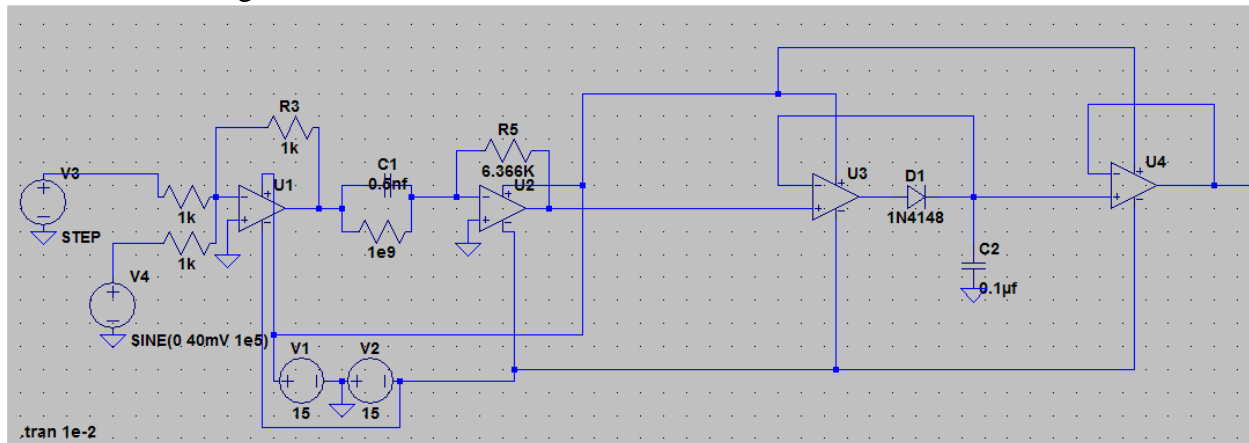 R3
1k
V3
C1
0.5nf
U1
R5
6.366K
U2
U3
D1
1N4148
U4
1k
STEP
1k
1e9
V4
C2
0.1µf
SINE(0 40mV 1e5)
V1
V2
15
15
.tran 1e-2